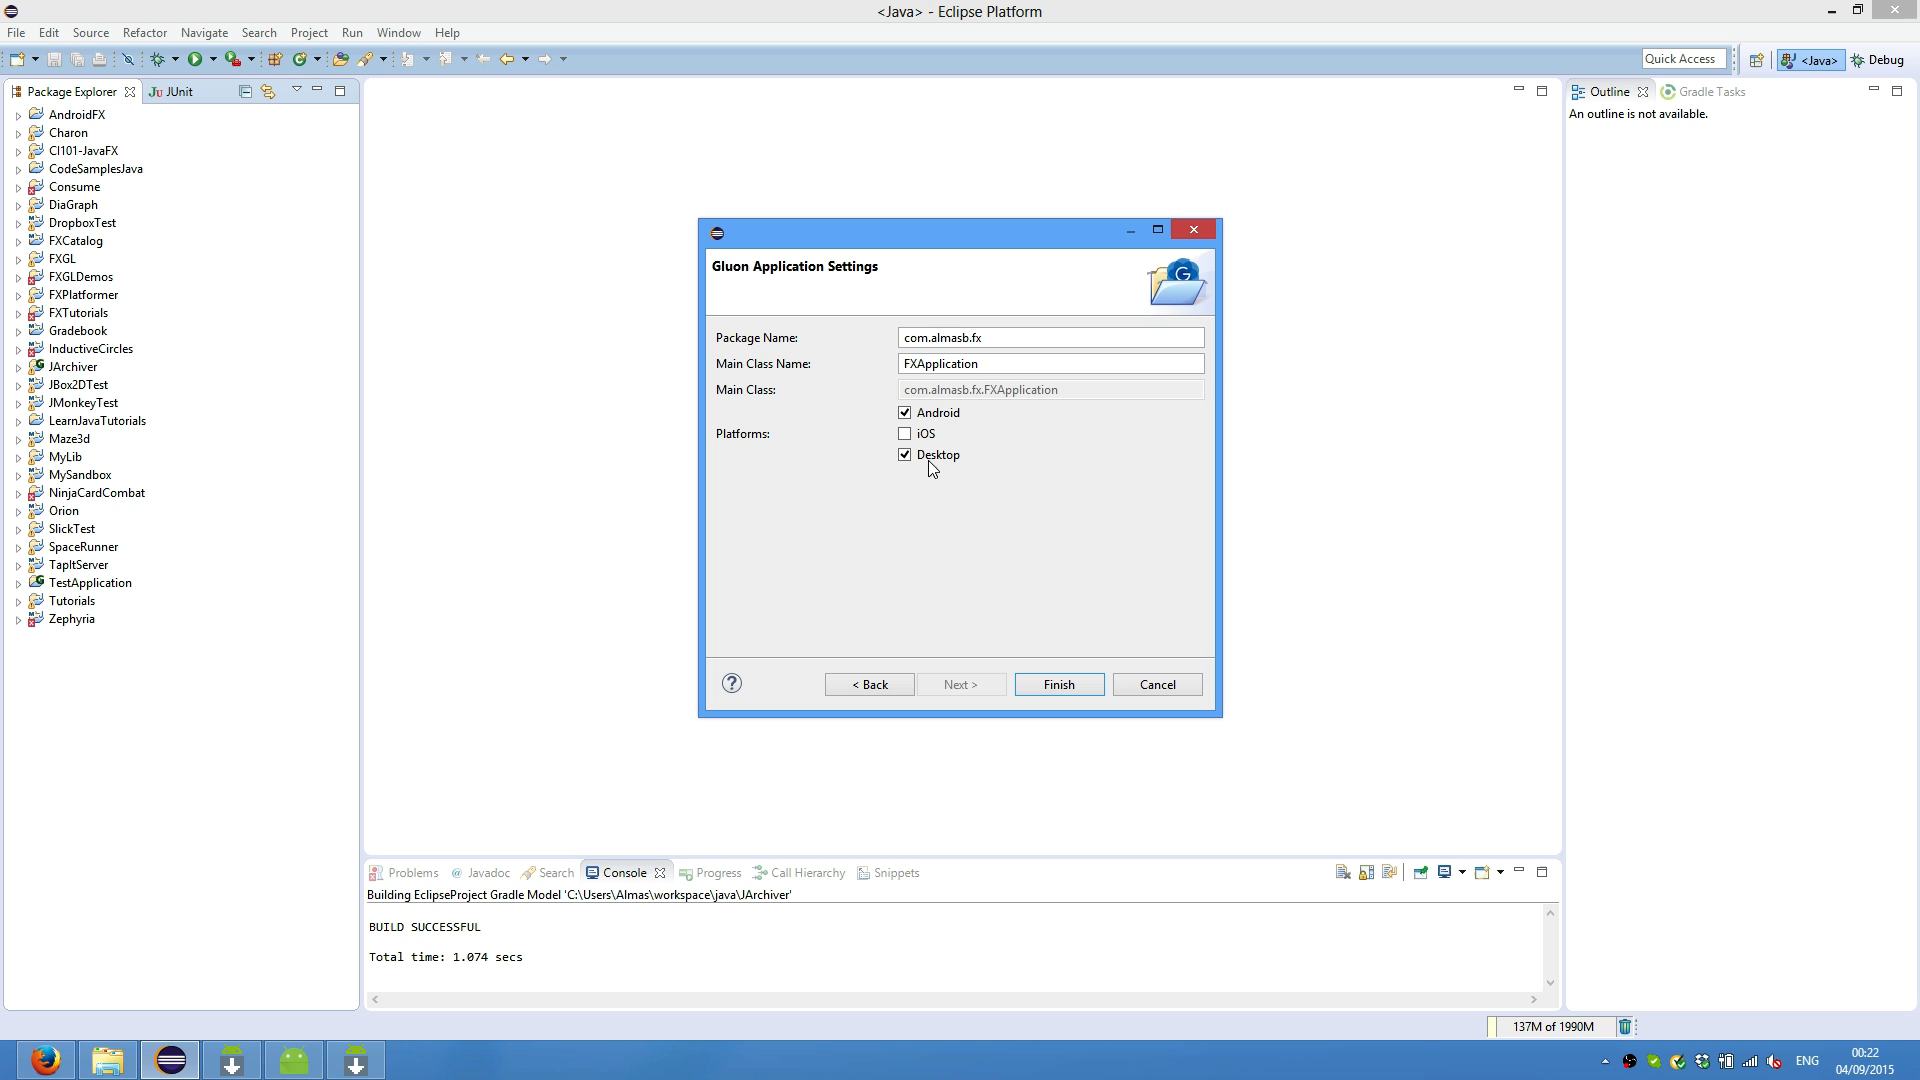 <Java> - Eclipse Platform
File Edit Source Refactor Navigate Search Project Run Window Help
Quick Access <Java> Debug
Package Explorer JUnit
Outline Gradle Tasks
An outline is not available.
AndroidFX
Charon
CI101-JavaFX
CodeSamplesJava
Consume
DiaGraph
DropboxTest
FXCatalog
FXGL
FXGLDemos
FXPlatformer
FXTutorials
Gradebook
InductiveCircles
JArchiver
JBox2DTest
JMonkeyTest
LearnJavaTutorials
Maze3d
MyLib
MySandbox
NinjaCardCombat
Orion
SlickTest
SpaceRunner
TapItServer
TestApplication
Tutorials
Zephyria
Gluon Application Settings
Package Name: com.almasb.fx
Main Class Name: FXApplication
Main Class: com.almasb.fx.FXApplication
Android
Platforms: iOS
Desktop
< Back Next > Finish Cancel
Problems @ Javadoc Search Console Progress Call Hierarchy Snippets
Building EclipseProject Gradle Model 'C:\Users\Almas\workspace\java\JArchiver'
BUILD SUCCESSFUL
Total time: 1.074 secs
137M of 1990M
ENG
00:22
04/09/2015